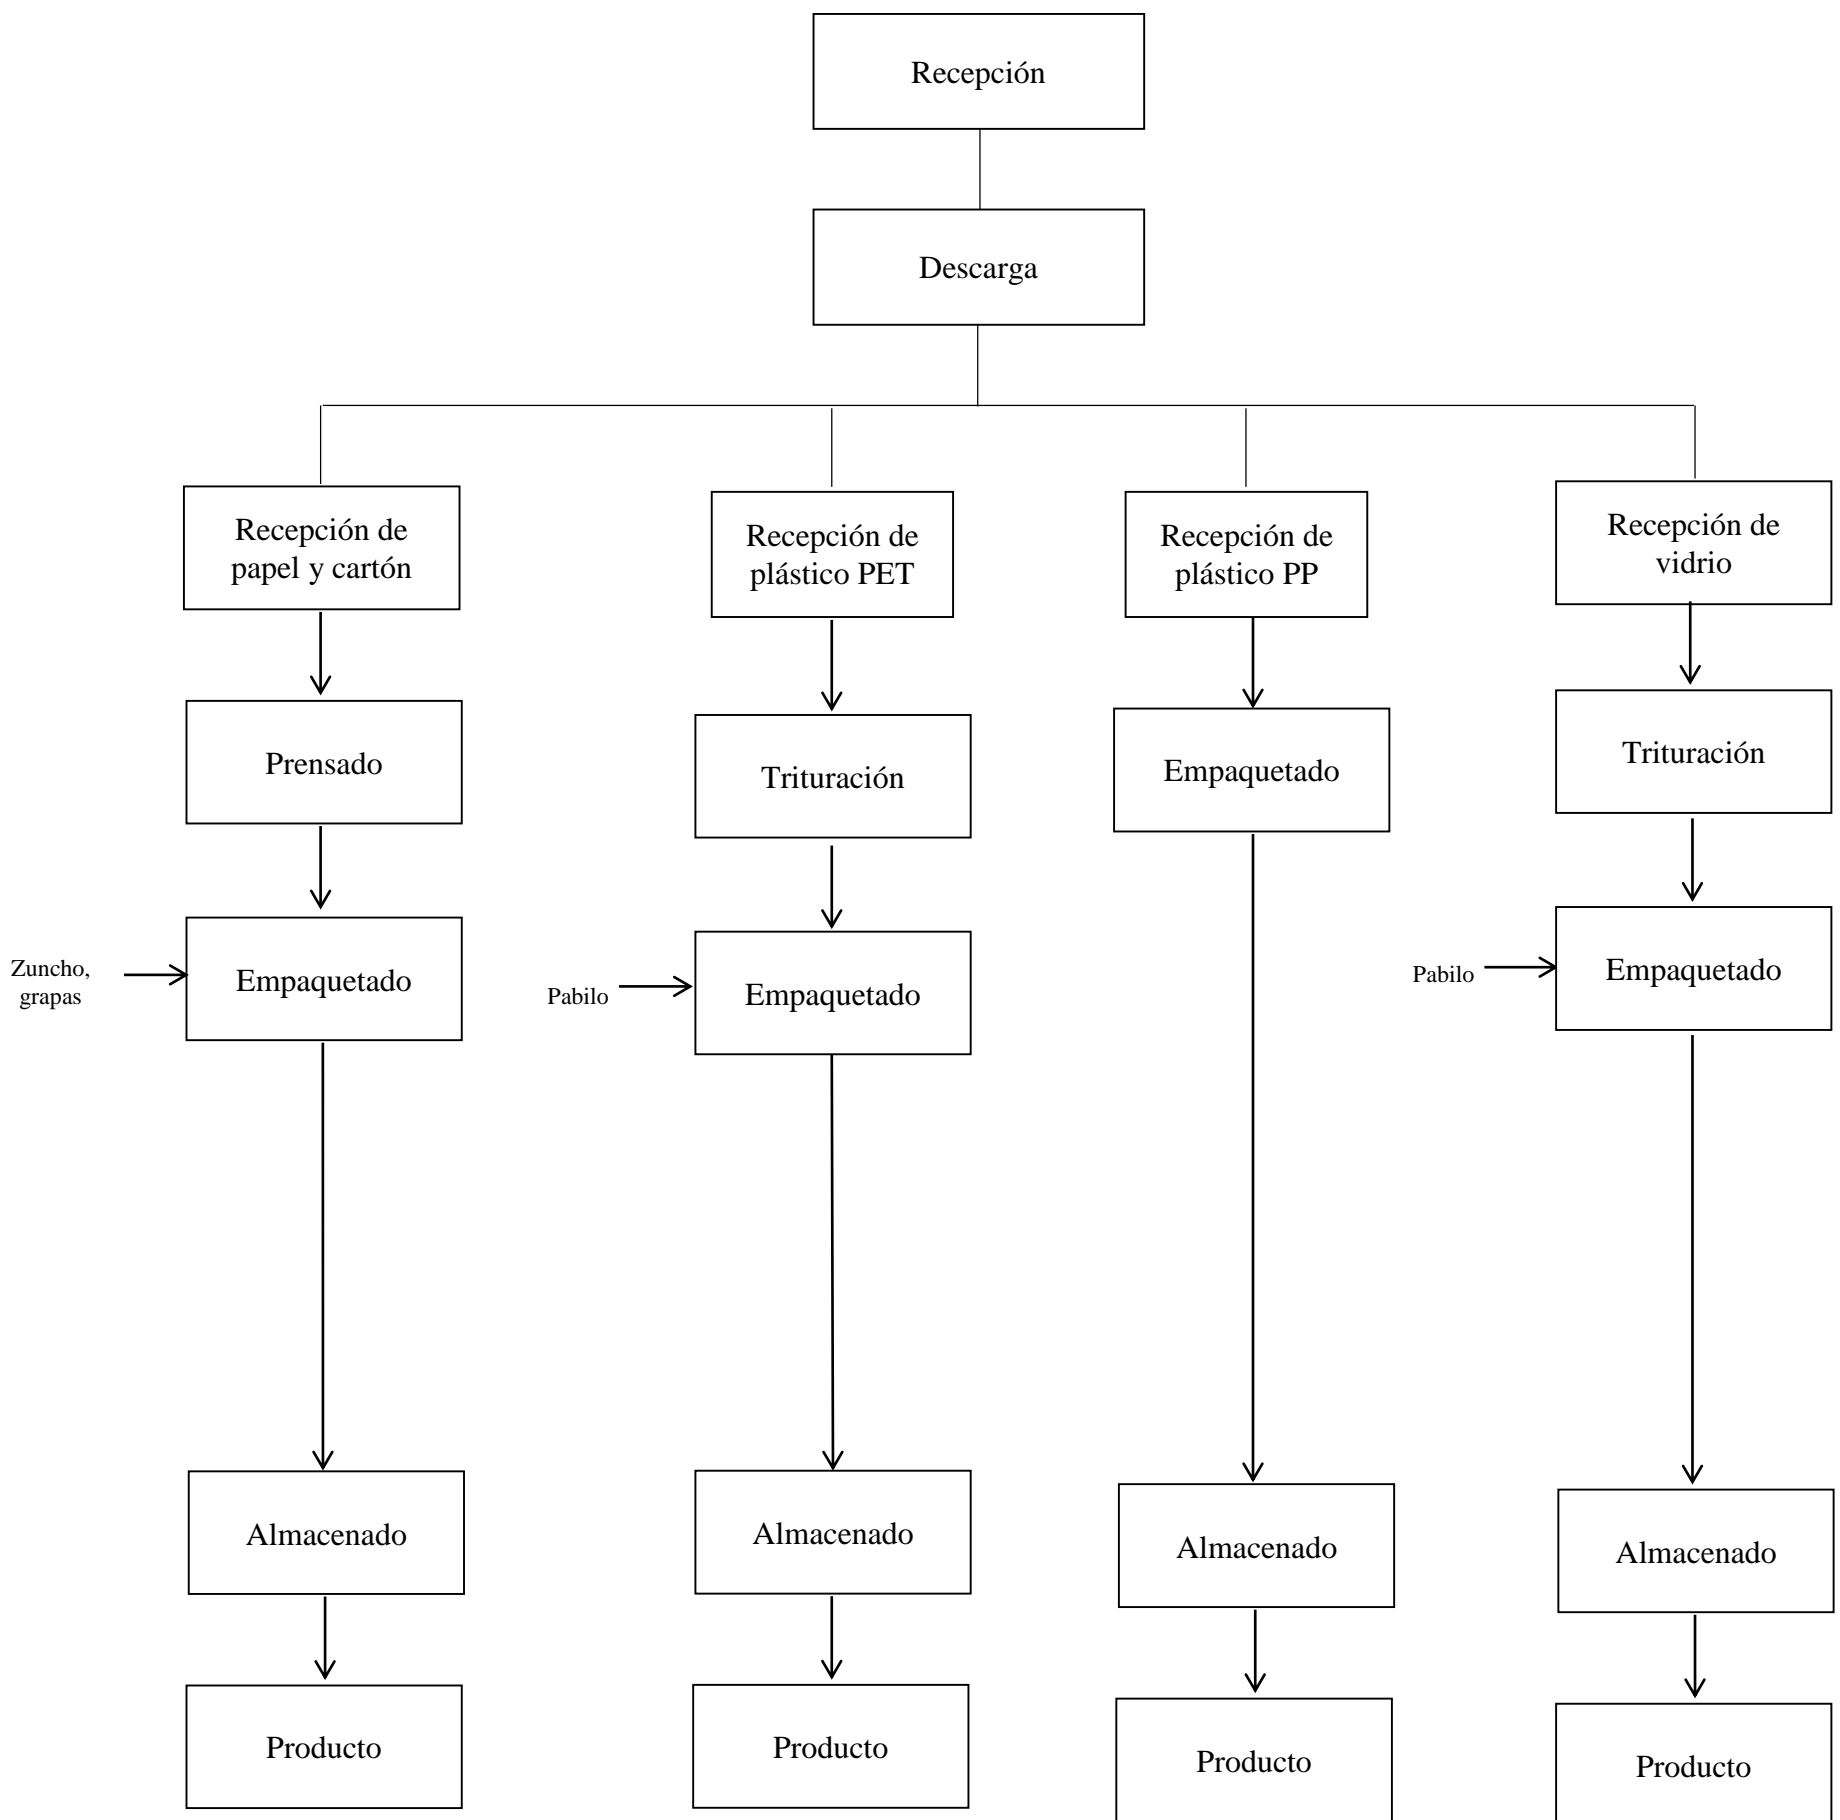 Recepción
Descarga
Recepción de
papel y cartón
Recepción de
plástico PET
Recepción de
plástico PP
Recepción de
vidrio
Prensado
Trituración
Empaquetado
Trituración
Zuncho,
grapas
Empaquetado
Pabilo
Empaquetado
Pabilo
Empaquetado
Almacenado
Almacenado
Almacenado
Almacenado
Producto
Producto
Producto
Producto